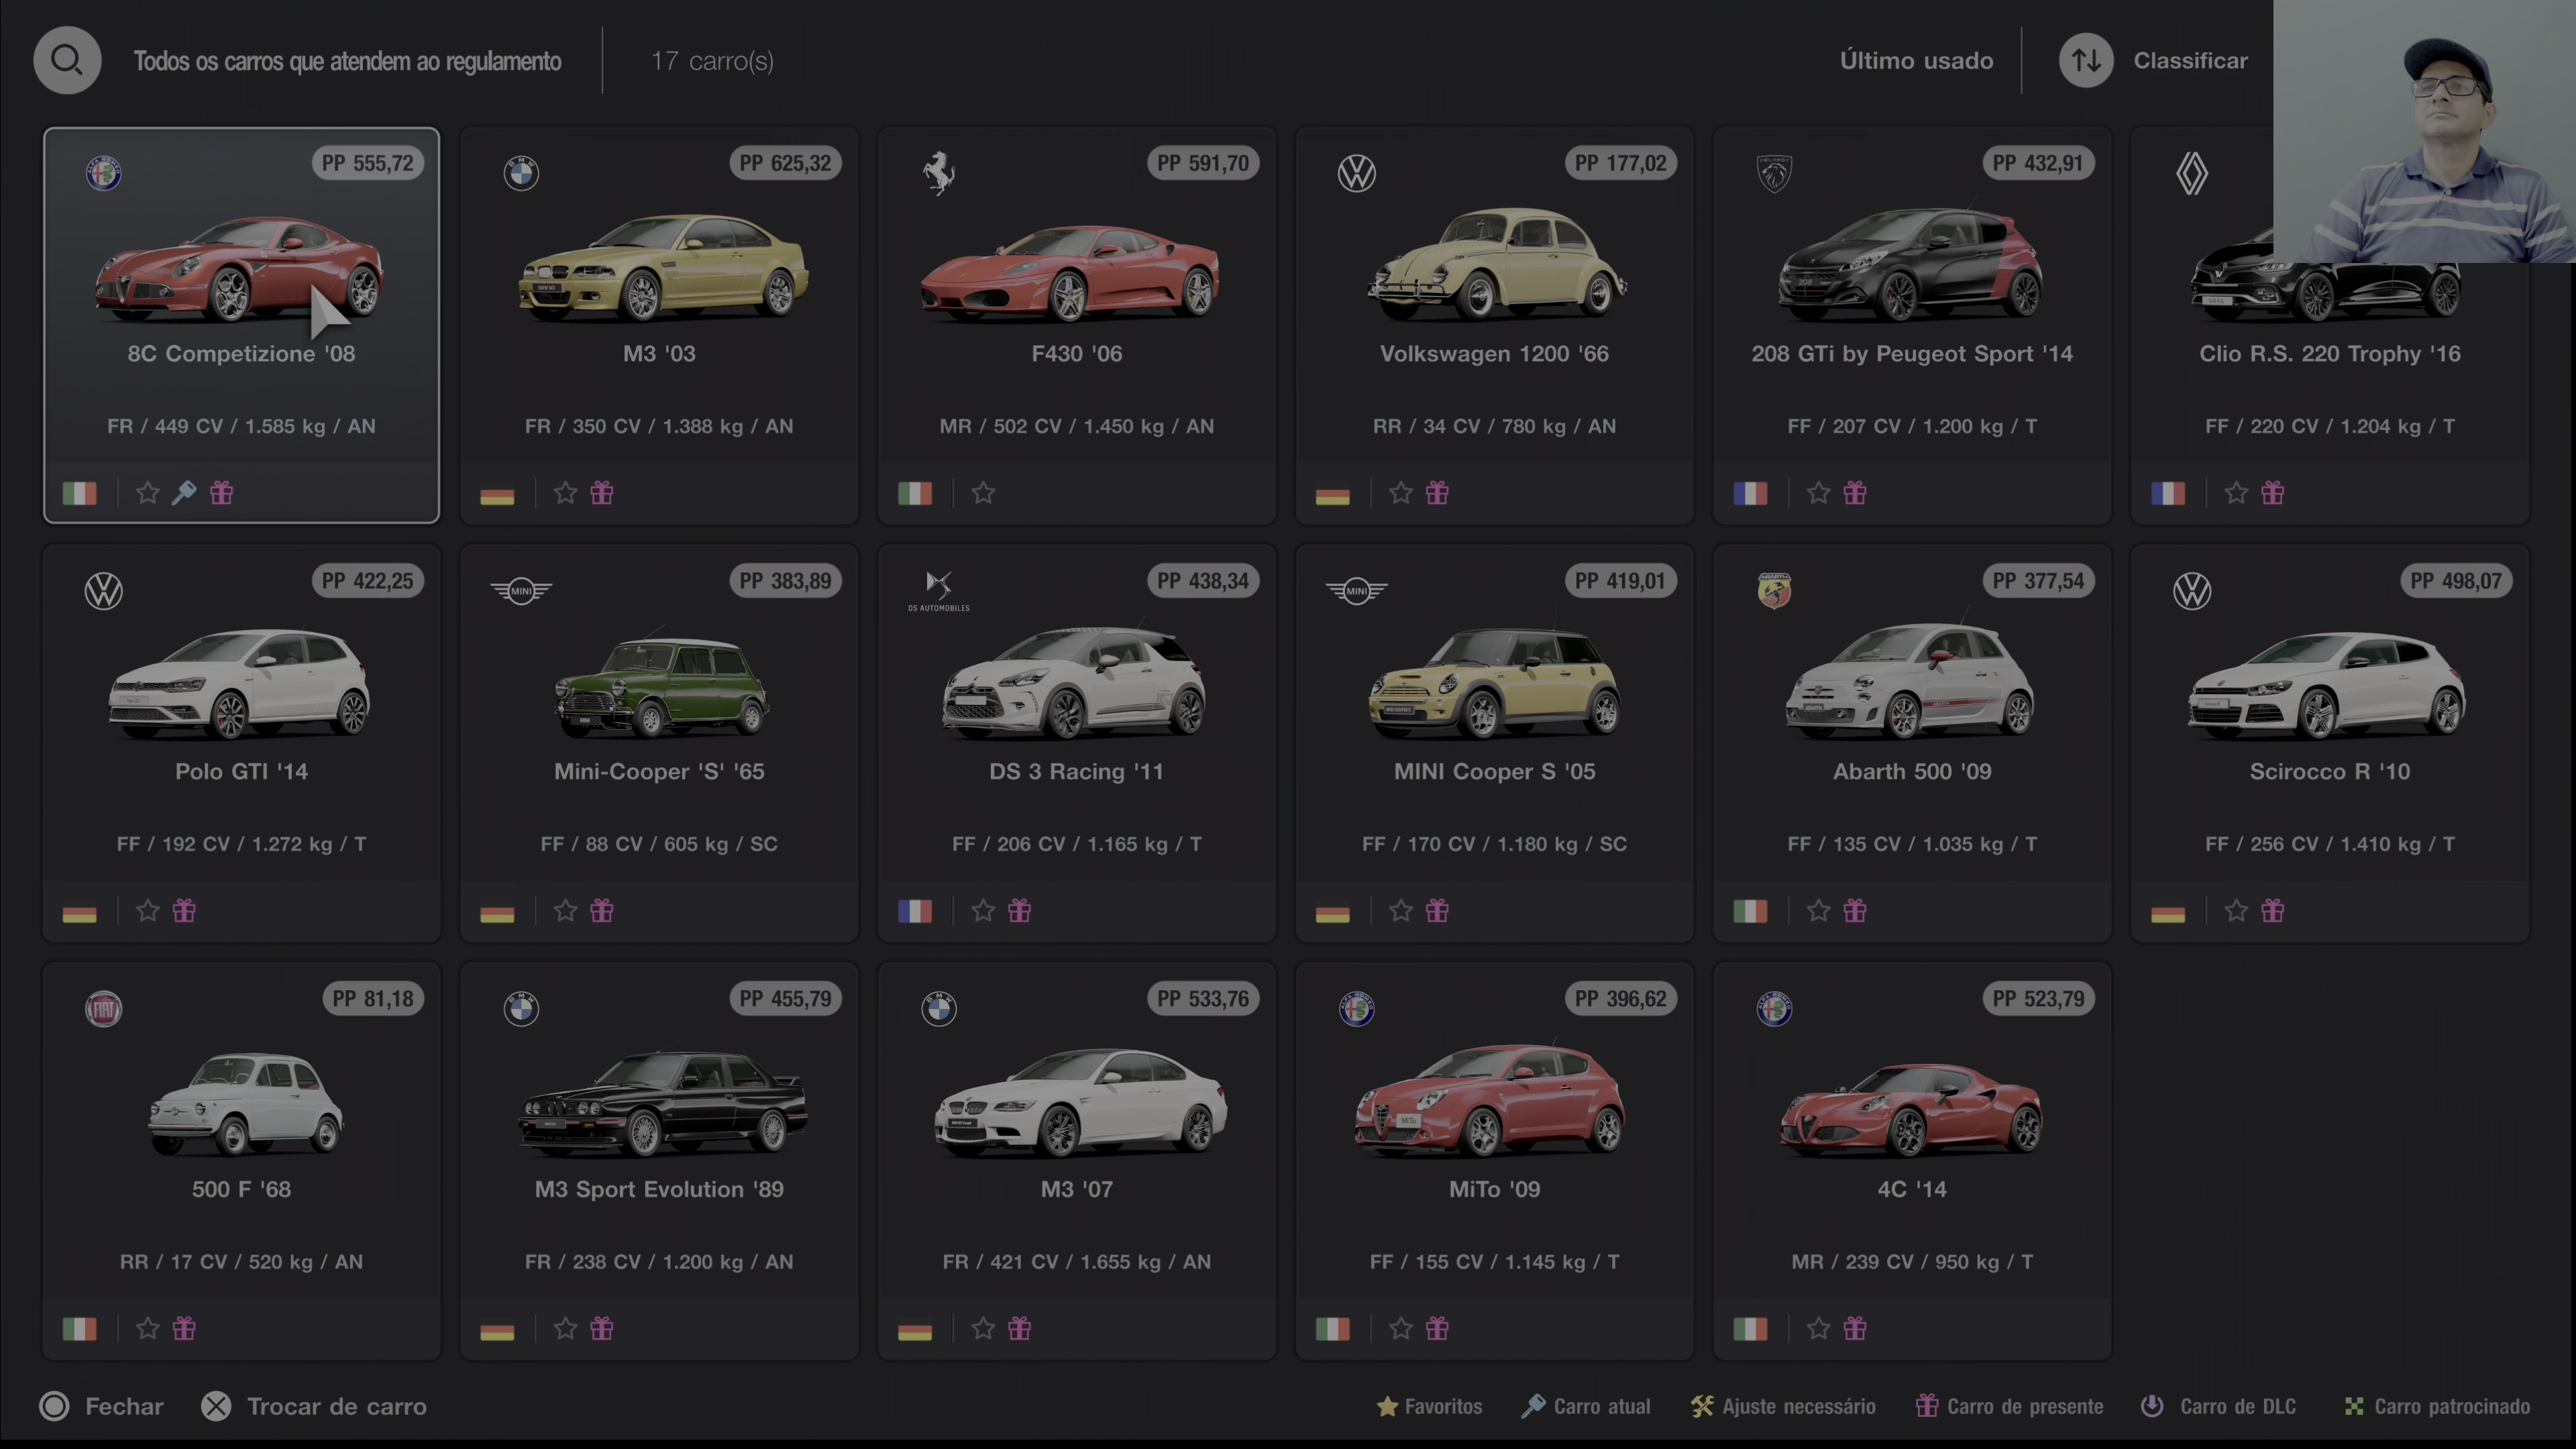 Todos os carros que atendem ao regulamento
17 carro(s)
Último usado
Classificar
PP 555,72
8C Competizione '08
FR / 449 CV / 1.585 kg / AN
PP 625,32
M3 '03
FR / 350 CV / 1.388 kg / AN
PP 591,70
F430 '06
MR / 502 CV / 1.450 kg / AN
PP 177,02
Volkswagen 1200 '66
RR / 34 CV / 780 kg / AN
PP 432,91
208 GTi by Peugeot Sport '14
FF / 207 CV / 1.200 kg / T
Clio R.S. 220 Trophy '16
FF / 220 CV / 1.204 kg / T
PP 422,25
Polo GTI '14
FF / 192 CV / 1.272 kg / T
MINI
PP 383,89
Mini-Cooper 'S' '65
FF / 88 CV / 605 kg / SC
DS AUTOMOBILES
PP 438,34
DS 3 Racing '11
FF / 206 CV / 1.165 kg / T
MINI
PP 419,01
MINI Cooper S '05
FF / 170 CV / 1.180 kg / SC
ABARTH
PP 377,54
Abarth 500 '09
FF / 135 CV / 1.035 kg / T
PP 498,07
Scirocco R '10
FF / 256 CV / 1.410 kg / T
FIAT
PP 81,18
500 F '68
RR / 17 CV / 520 kg / AN
PP 455,79
M3 Sport Evolution '89
FR / 238 CV / 1.200 kg / AN
PP 533,76
M3 '07
FR / 421 CV / 1.655 kg / AN
PP 396,62
MiTo
MiTo '09
FF / 155 CV / 1.145 kg / T
PP 523,79
4C '14
MR / 239 CV / 950 kg / T
Fechar
Trocar de carro
Favoritos
Carro atual
Ajuste necessário
Carro de presente
Carro de DLC
Carro patrocinado